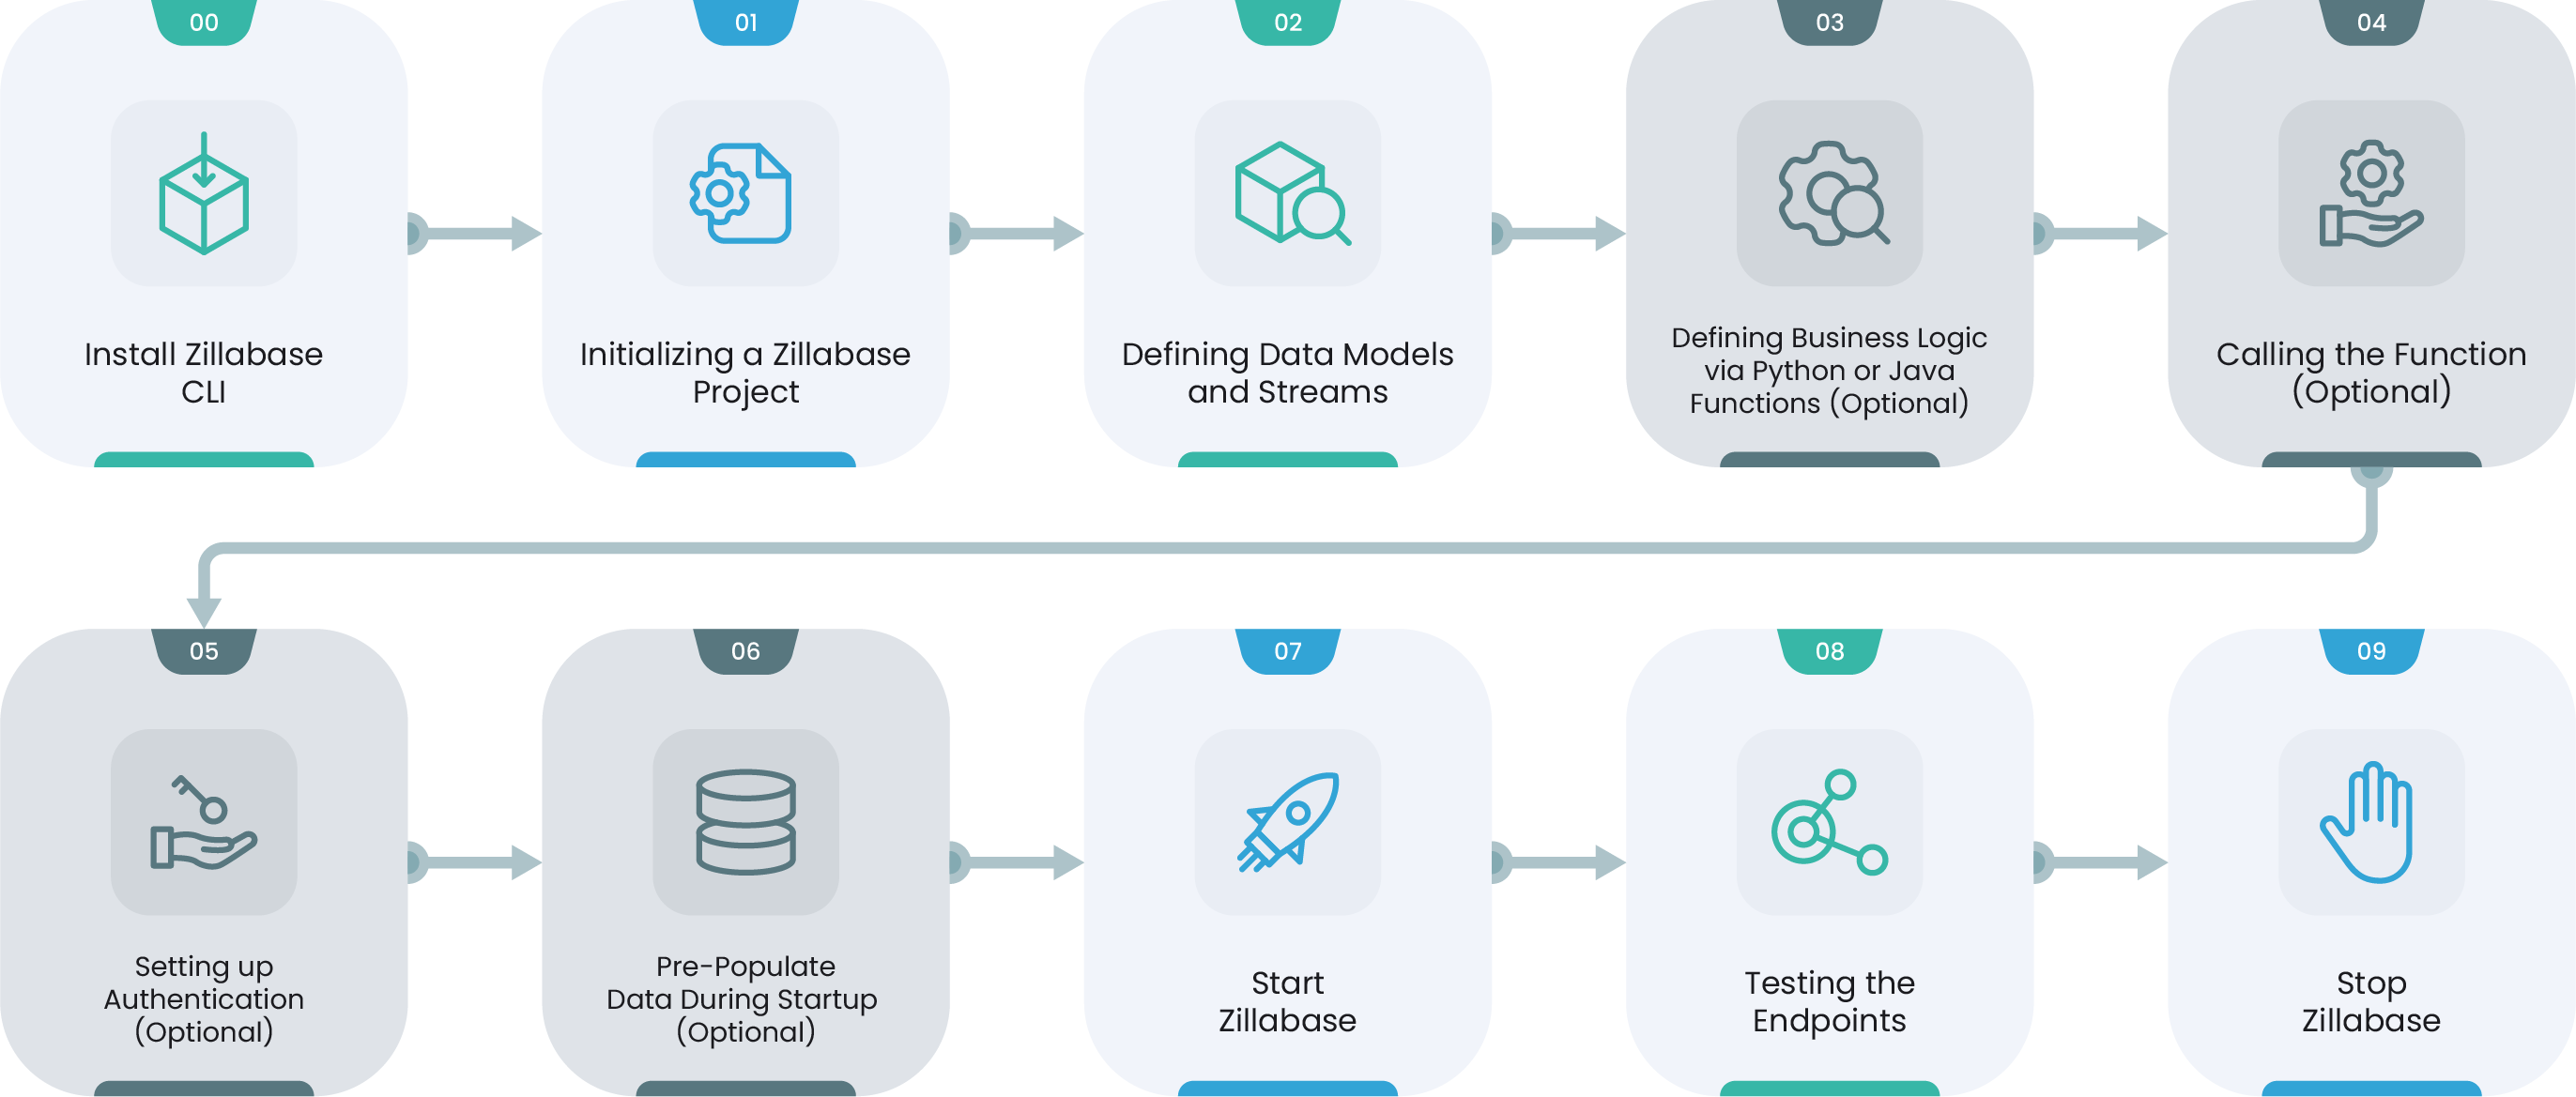 00
Install Zillabase
CLI
01
Initializing a Zillabase
Project
02
Defining Data Models
and Streams
03
Defining Business Logic
via Python or Java
Functions (Optional)
04
Calling the Function
(Optional)
05
Setting up
Authentication
(Optional)
06
Pre-Populate
Data During Startup
(Optional)
07
Start
Zillabase
08
Testing the
Endpoints
09
Stop
Zillabase